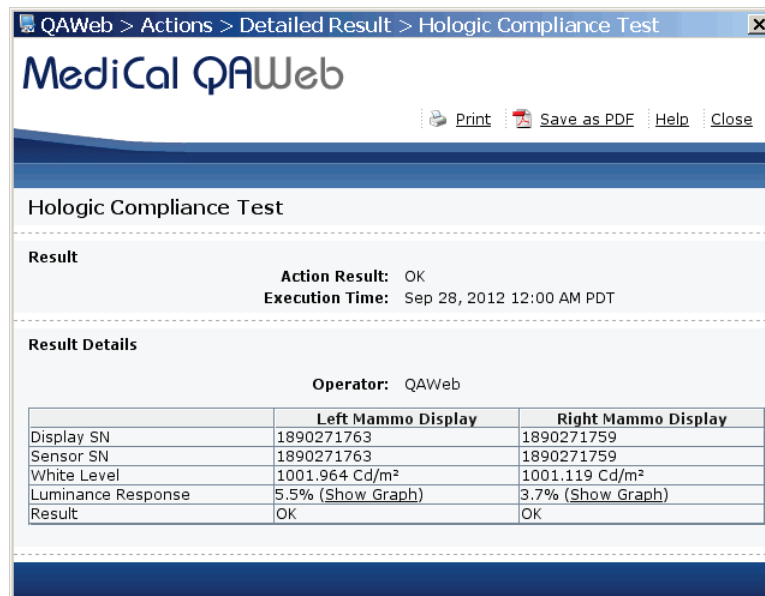 QAWeb > Actions > Detailed Result > Hologic Compliance Test
MediCal QAWeb
Print Save as PDF Help Close
Hologic Compliance Test
Result
Action Result: OK
Execution Time: Sep 28, 2012 12:00 AM PDT
Result Details
Operator: QAWeb
Left Mammo Display Right Mammo Display
Display SN 1890271763 1890271759
Sensor SN 1890271763 1890271759
White Level 1001.964 Cd/m² 1001.119 Cd/m²
Luminance Response 5.5% (Show Graph) 3.7% (Show Graph)
Result OK OK